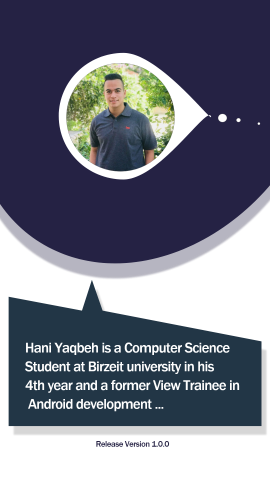 Hani Yaqbeh is a Computer Science
Student at Birzeit university in his
4th year and a former View Trainee in
Android development ...
Release Version 1.0.0